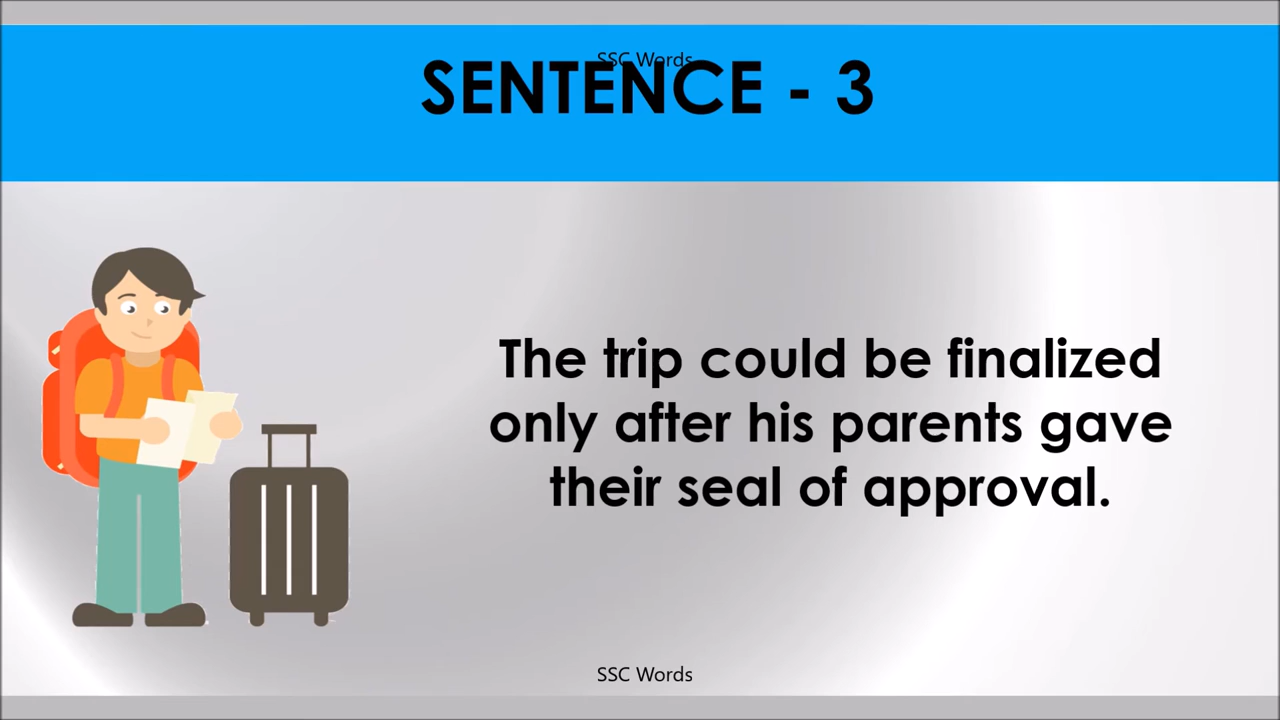 SSC Words
SENTENCE - 3
The trip could be finalized
only after his parents gave
their seal of approval.
SSC Words